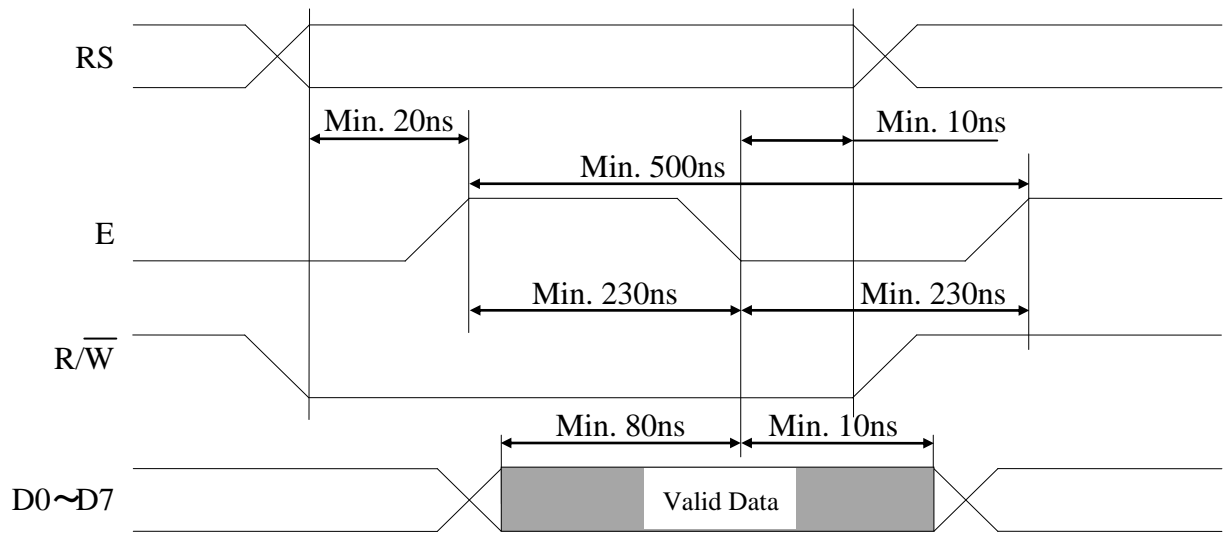 RS
Min. 20ns
Min. 10ns
Min. 500ns
E
Min. 230ns
Min. 230ns
R/W̅
Min. 80ns
Min. 10ns
D0～D7
Valid Data